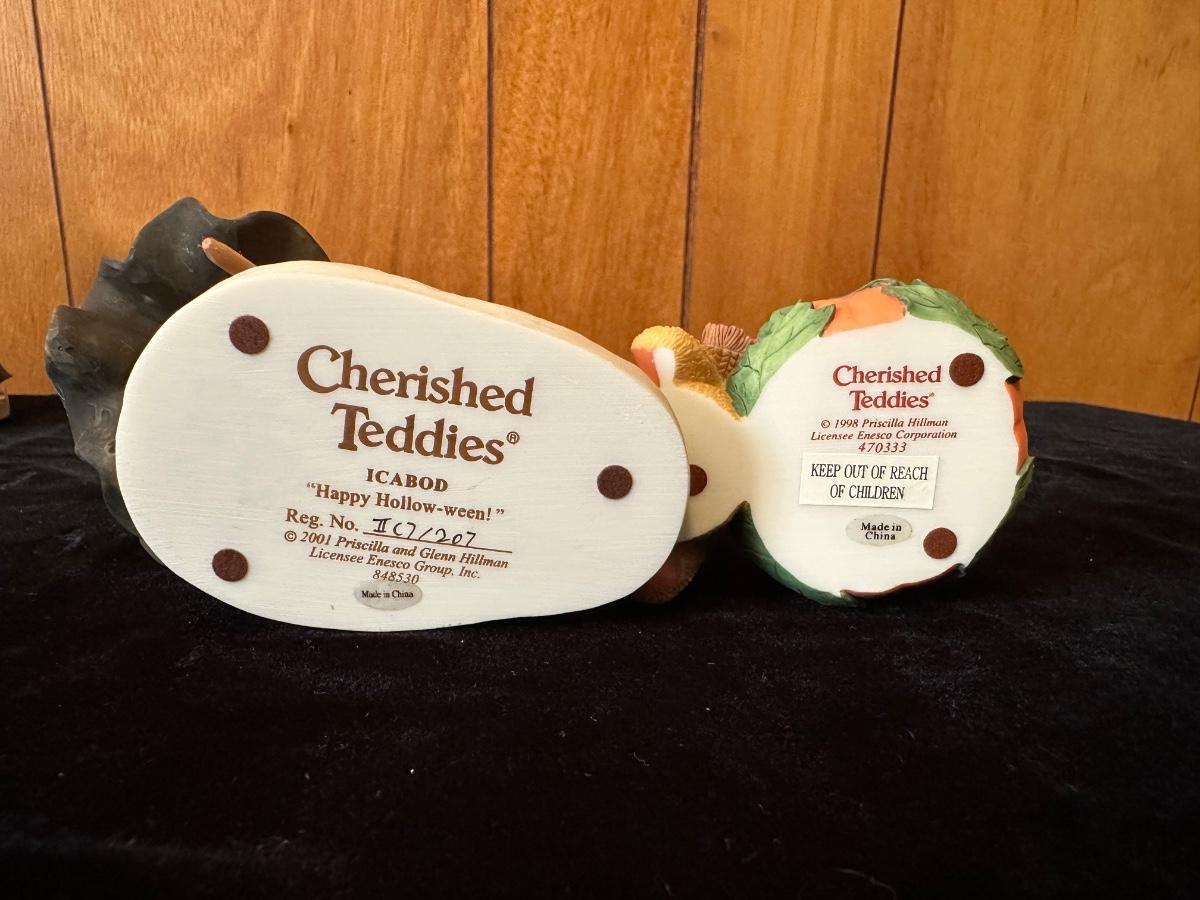 Cherished
Teddies®
ICABOD
"Happy Hollow-ween!"
Reg. No. II C7/207
© 2001 Priscilla and Glenn Hillman
Licensee Enesco Group, Inc.
848530
Made in China
Cherished
Teddies®
© 1998 Priscilla Hillman
Licensee Enesco Corporation
470333
KEEP OUT OF REACH
OF CHILDREN
Made in
China